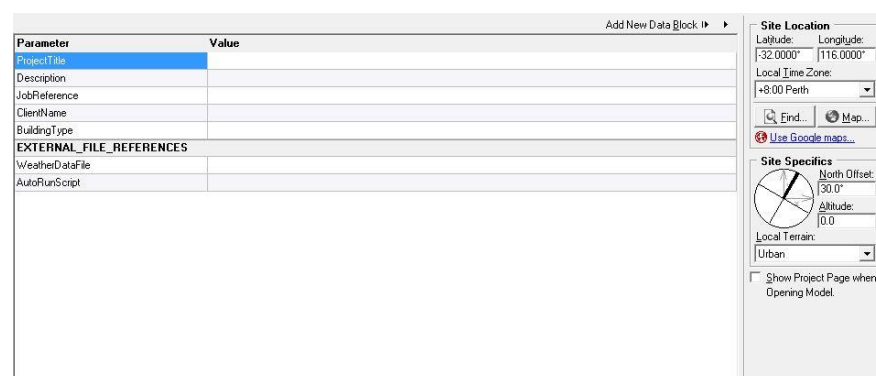 Add New Data Block
Parameter Value
ProjectTitle
Description
JobReference
ClientName
BuildingType
EXTERNAL_FILE_REFERENCES
WeatherDataFile
AutoRunScript
Site Location
Latitude: Longitude:
-32.0000° 116.0000°
Local Time Zone:
+8:00 Perth
Find... Map...
Use Google maps...
Site Specifics
North Offset:
30.0°
Altitude:
0.0
Local Terrain:
Urban
Show Project Page when
Opening Model.